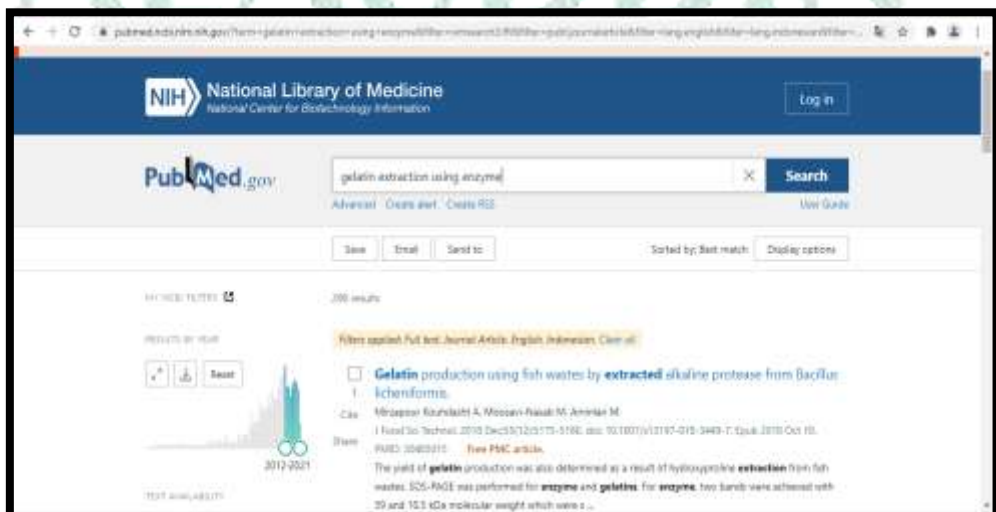 NIH National Library of Medicine
National Center for Biotechnology Information
Log in
PubMed.gov
gelatin extraction using enzyme
Search
Advanced Create alert Create RSS
User Guide
Save Email Send to
Sorted by: Best match Display options
MY NCBI FILTERS
results
RESULTS BY YEAR
Filters applied: Full text, Journal Article, English, Indonesian. Clear all
Reset
Gelatin production using fish wastes by extracted alkaline protease from Bacillus
licheniformis.
1
Cite
Share
Free PMC article.
2012-2021
The yield of gelatin production was also determined as a result of hydroxyproline extraction from fish
wastes. SDS-PAGE was performed for enzyme and gelatins. For enzyme, two bands were achieved with
molecular weight which were
TEXT AVAILABILITY